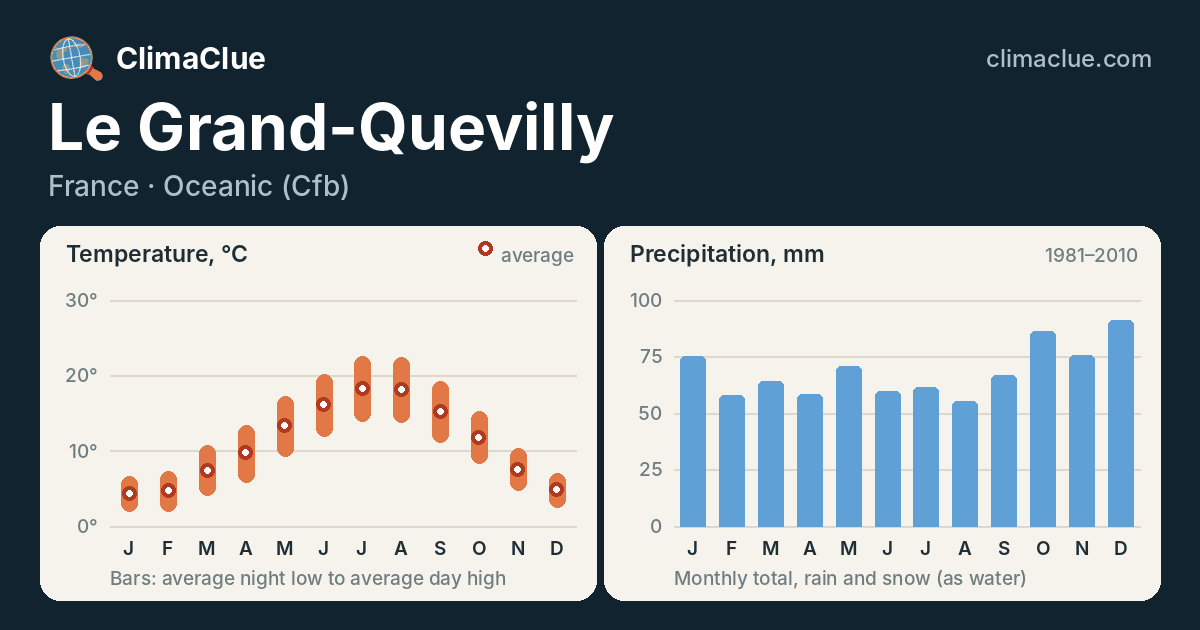 ClimaClue
climaclue.com
Le Grand-Quevilly
France · Oceanic (Cfb)
Temperature, °C
average
30°
20°
10°
0°
J F M A M J J A S O N D
Bars: average night low to average day high
Precipitation, mm
1981–2010
100
75
50
25
0
J F M A M J J A S O N D
Monthly total, rain and snow (as water)